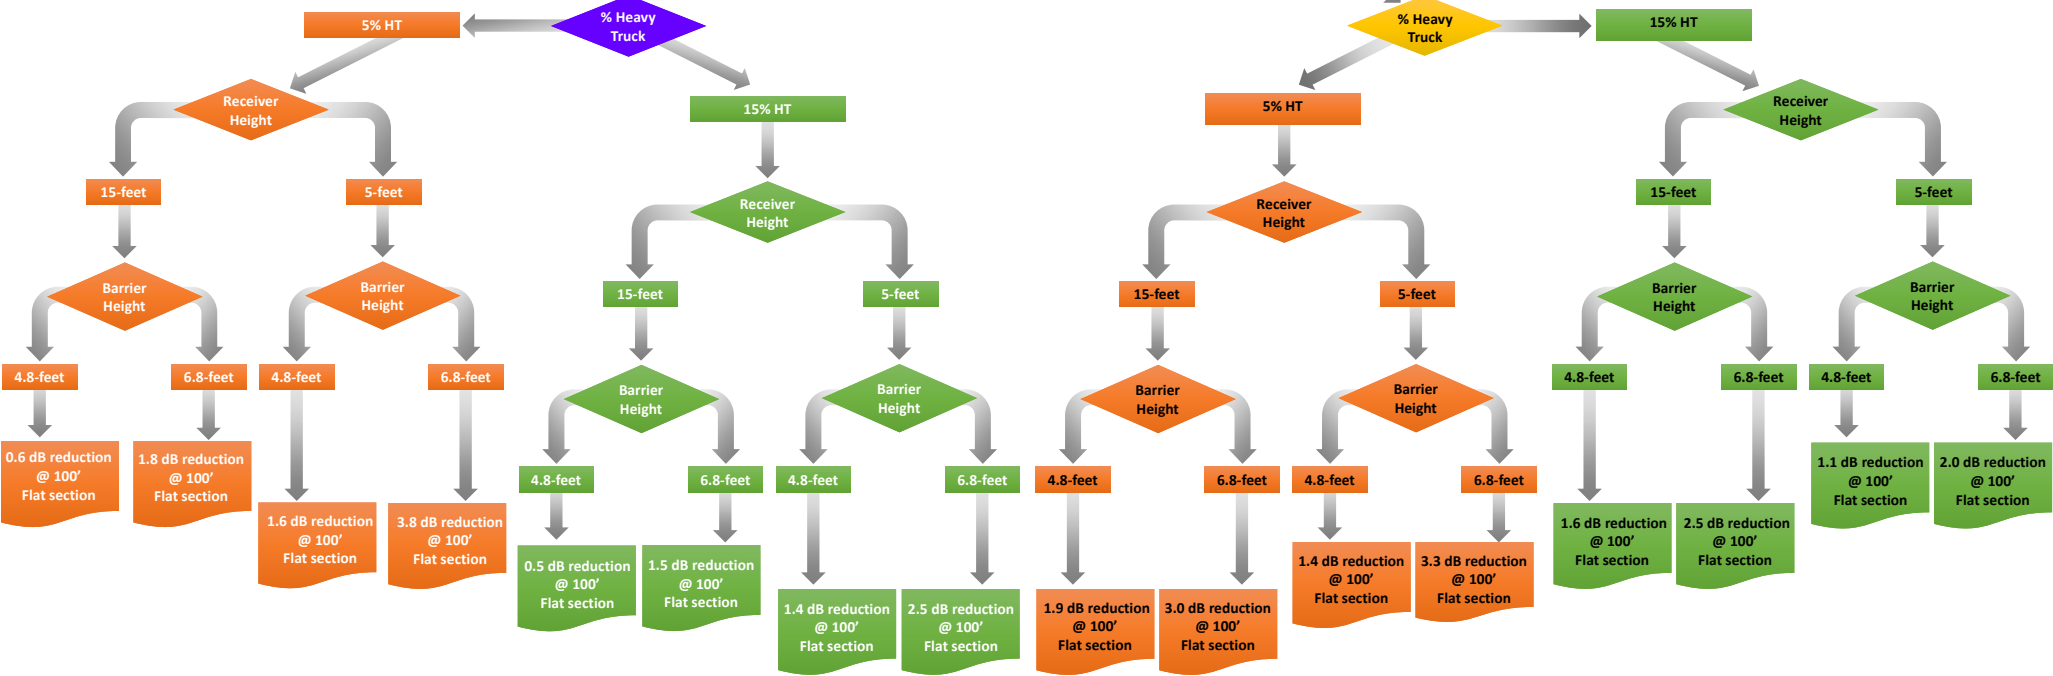 5% HT
% Heavy
Truck
% Heavy
Truck
15% HT
Receiver
Height
15% HT
5% HT
Receiver
Height
15-feet
5-feet
Receiver
Height
Receiver
Height
15-feet
5-feet
Barrier
Height
Barrier
Height
15-feet
5-feet
15-feet
5-feet
Barrier
Height
Barrier
Height
4.8-feet
6.8-feet
4.8-feet
6.8-feet
Barrier
Height
Barrier
Height
Barrier
Height
Barrier
Height
4.8-feet
6.8-feet
4.8-feet
6.8-feet
0.6 dB reduction
@ 100’
Flat section
1.8 dB reduction
@ 100’
Flat section
1.6 dB reduction
@ 100’
Flat section
3.8 dB reduction
@ 100’
Flat section
4.8-feet
6.8-feet
4.8-feet
6.8-feet
4.8-feet
6.8-feet
4.8-feet
6.8-feet
1.6 dB reduction
@ 100’
Flat section
2.5 dB reduction
@ 100’
Flat section
1.1 dB reduction
@ 100’
Flat section
2.0 dB reduction
@ 100’
Flat section
0.5 dB reduction
@ 100’
Flat section
1.5 dB reduction
@ 100’
Flat section
1.4 dB reduction
@ 100’
Flat section
2.5 dB reduction
@ 100’
Flat section
1.9 dB reduction
@ 100’
Flat section
3.0 dB reduction
@ 100’
Flat section
1.4 dB reduction
@ 100’
Flat section
3.3 dB reduction
@ 100’
Flat section